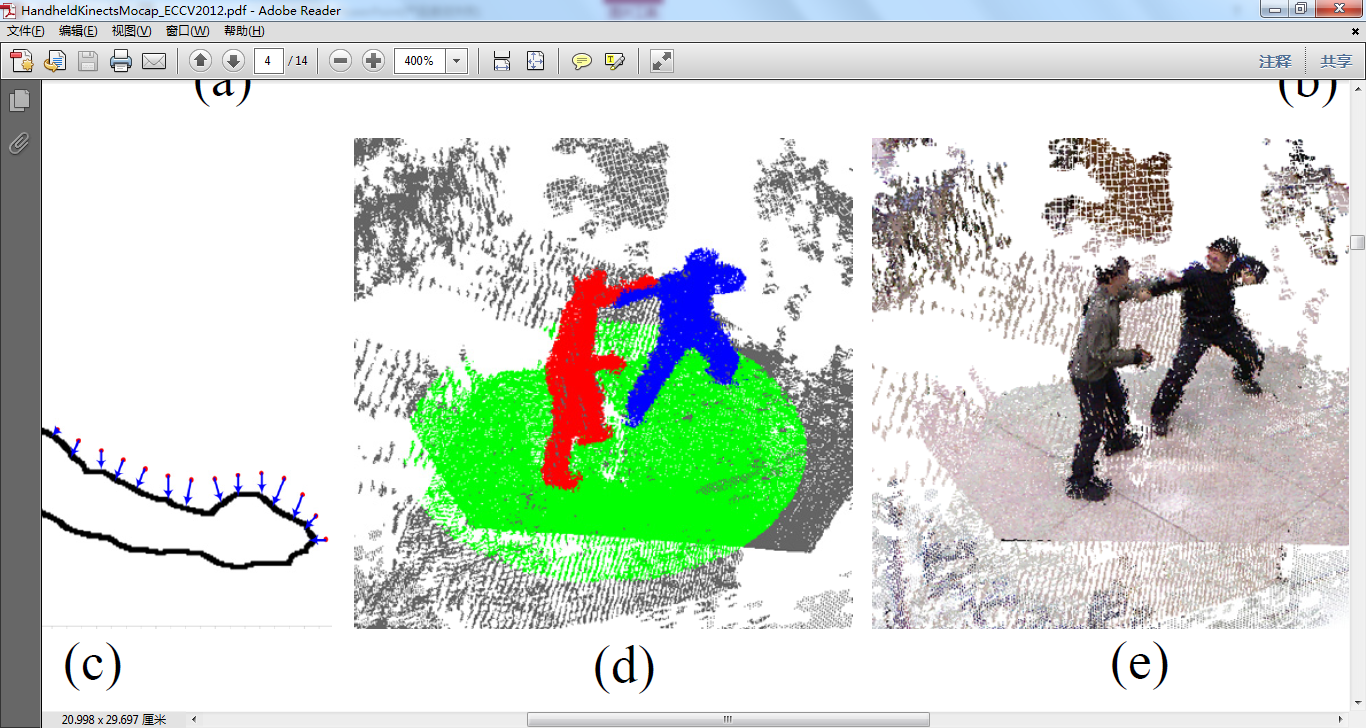 HandheldKinectsMocap_ECCV2012.pdf - Adobe Reader
文件(F) 编辑(E) 视图(V) 窗口(W) 帮助(H)
4 / 14 400% 注释 共享
(a) (b)
(c) (d) (e)
20.998 x 29.697 厘米